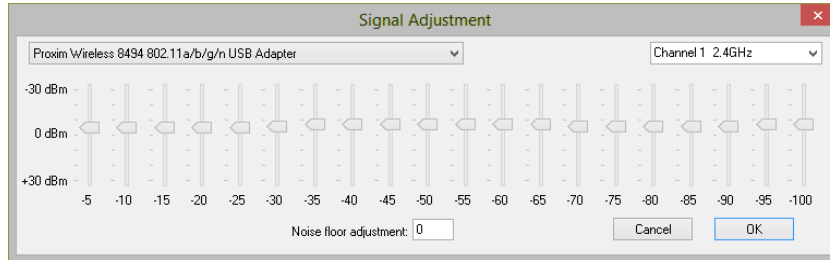 Signal Adjustment
Proxim Wireless 8494 802.11a/b/g/n USB Adapter
Channel 1 2.4GHz
-30 dBm
0 dBm
+30 dBm
-5 -10 -15 -20 -25 -30 -35 -40 -45 -50 -55 -60 -65 -70 -75 -80 -85 -90 -95 -100
Noise floor adjustment: 0
Cancel
OK